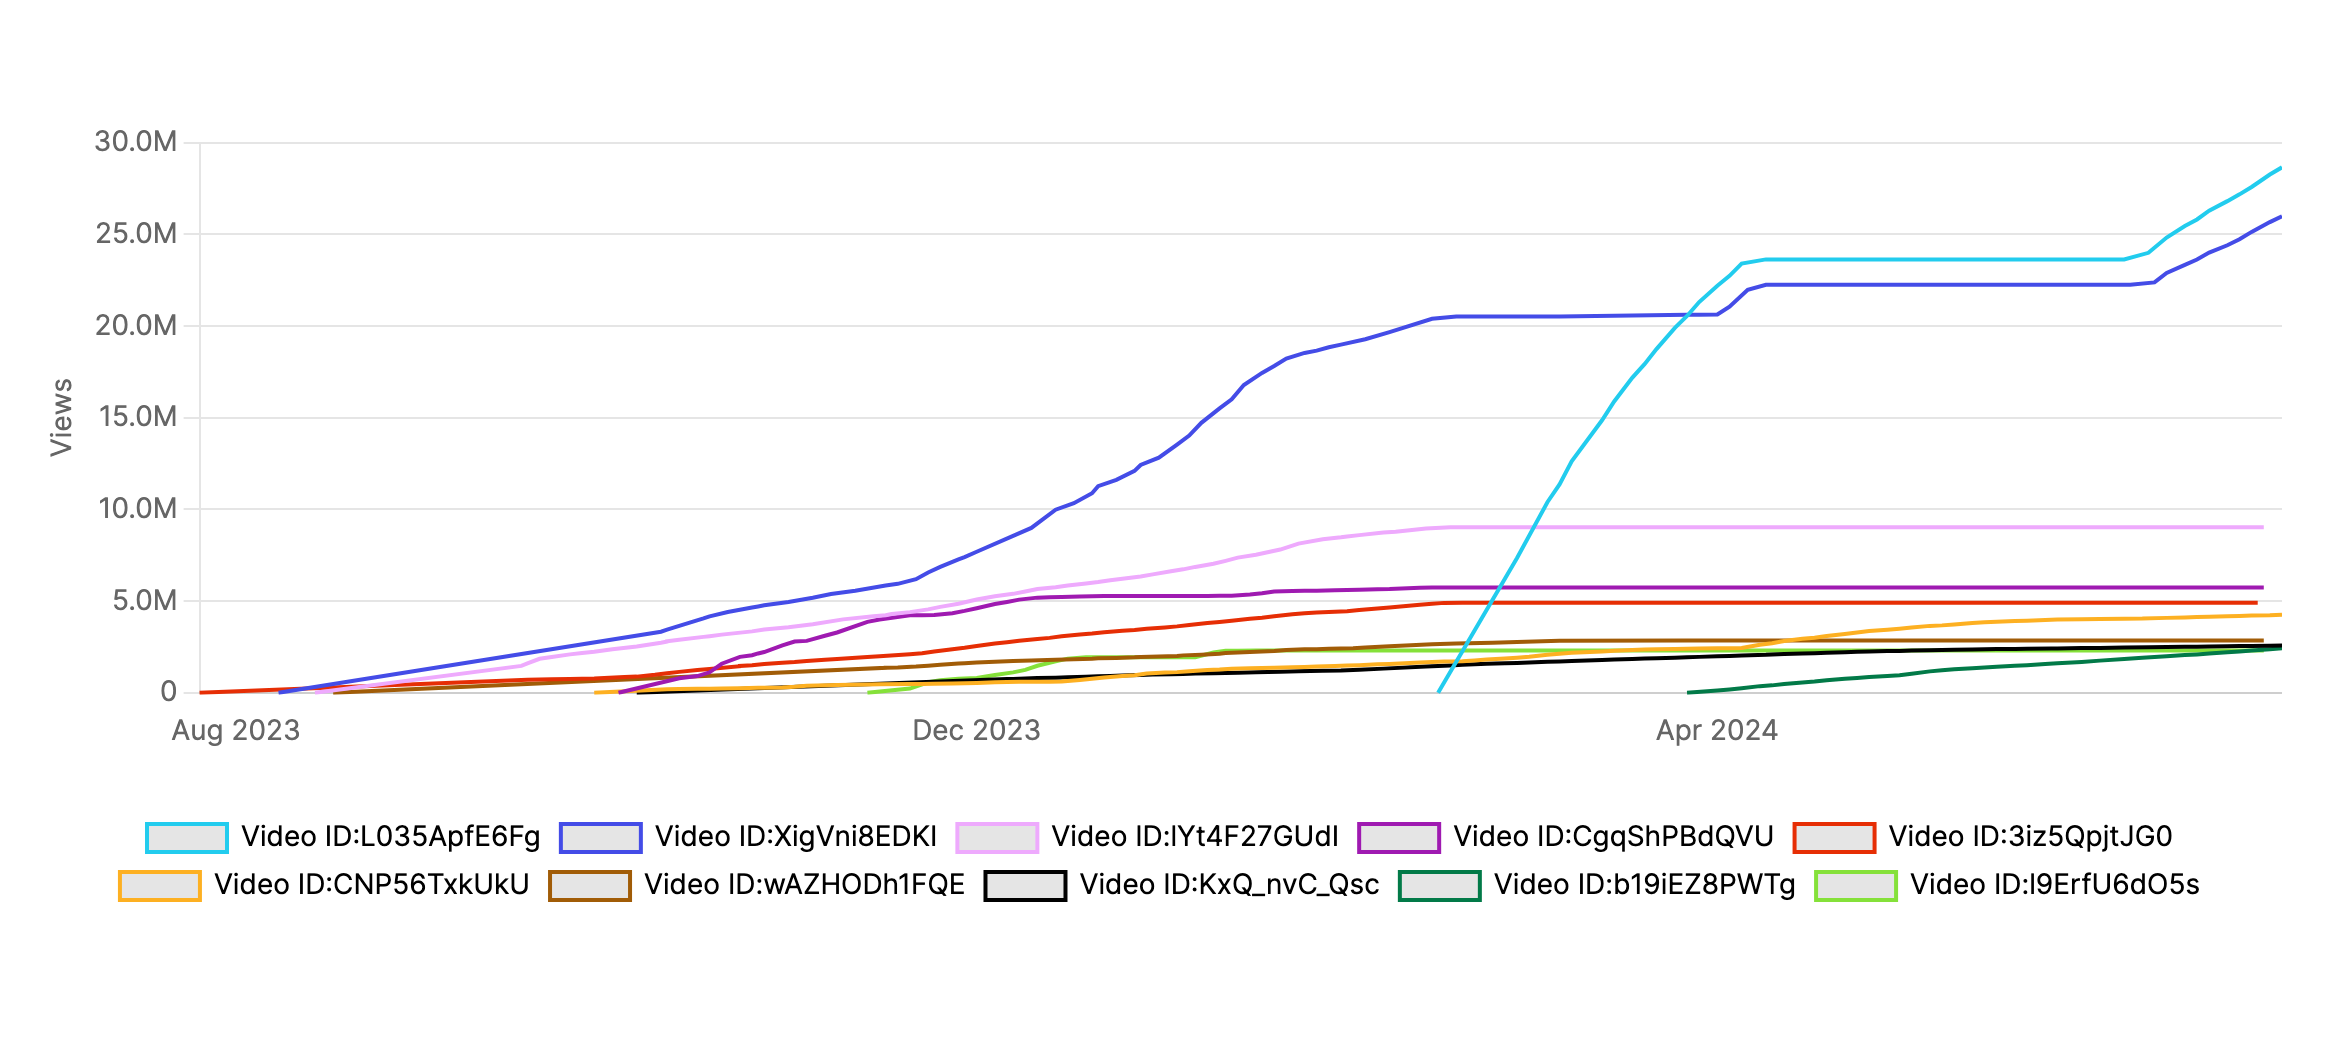 30.0M
25.0M
20.0M
15.0M
10.0M
5.0M
0
Views
Aug 2023 Dec 2023 Apr 2024
Video ID:L035ApfE6Fg Video ID:XigVni8EDKI Video ID:lYt4F27GUdI Video ID:CgqShPBdQVU Video ID:3iz5QpjtJG0
Video ID:CNP56TxkUkU Video ID:wAZHODh1FQE Video ID:KxQ_nvC_Qsc Video ID:b19iEZ8PWTg Video ID:l9ErfU6dO5s